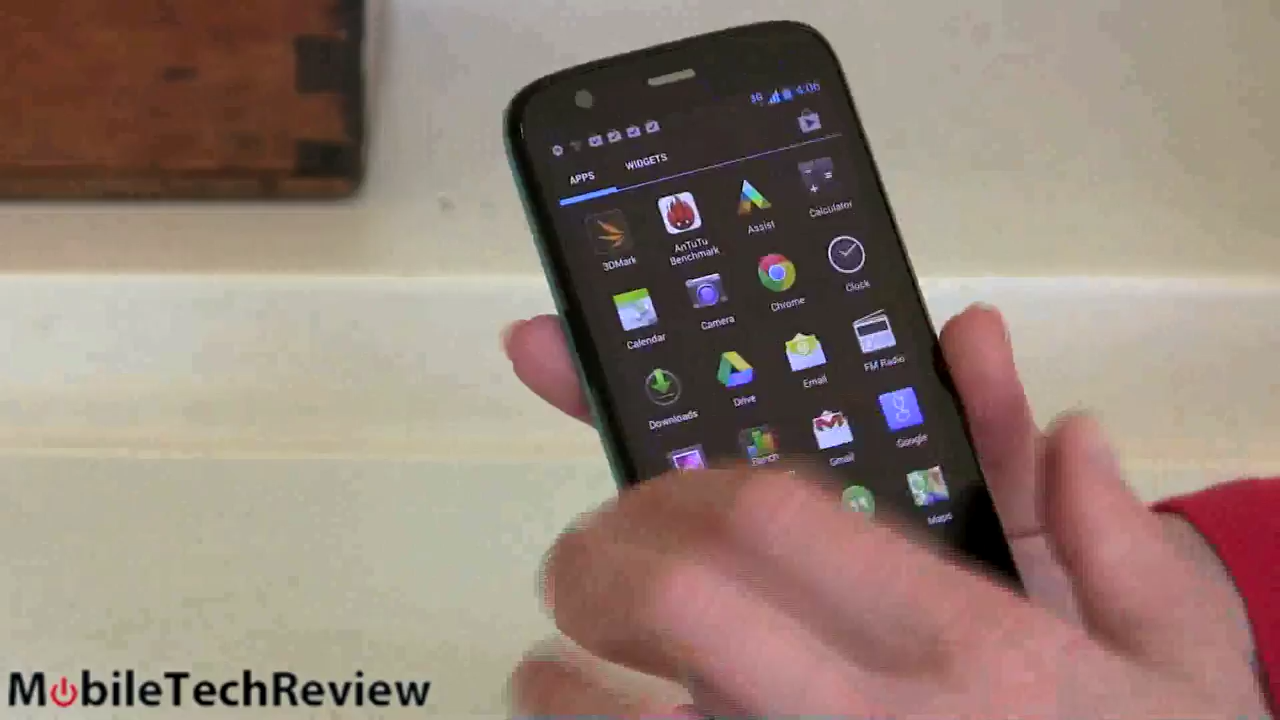 3G 4:06
APPS WIDGETS
3DMark
AnTuTu
Benchmark
Assist
Calculator
Calendar
Camera
Chrome
Clock
Downloads
Drive
Email
FM Radio
Gmail
Google
Maps
MobileTechReview